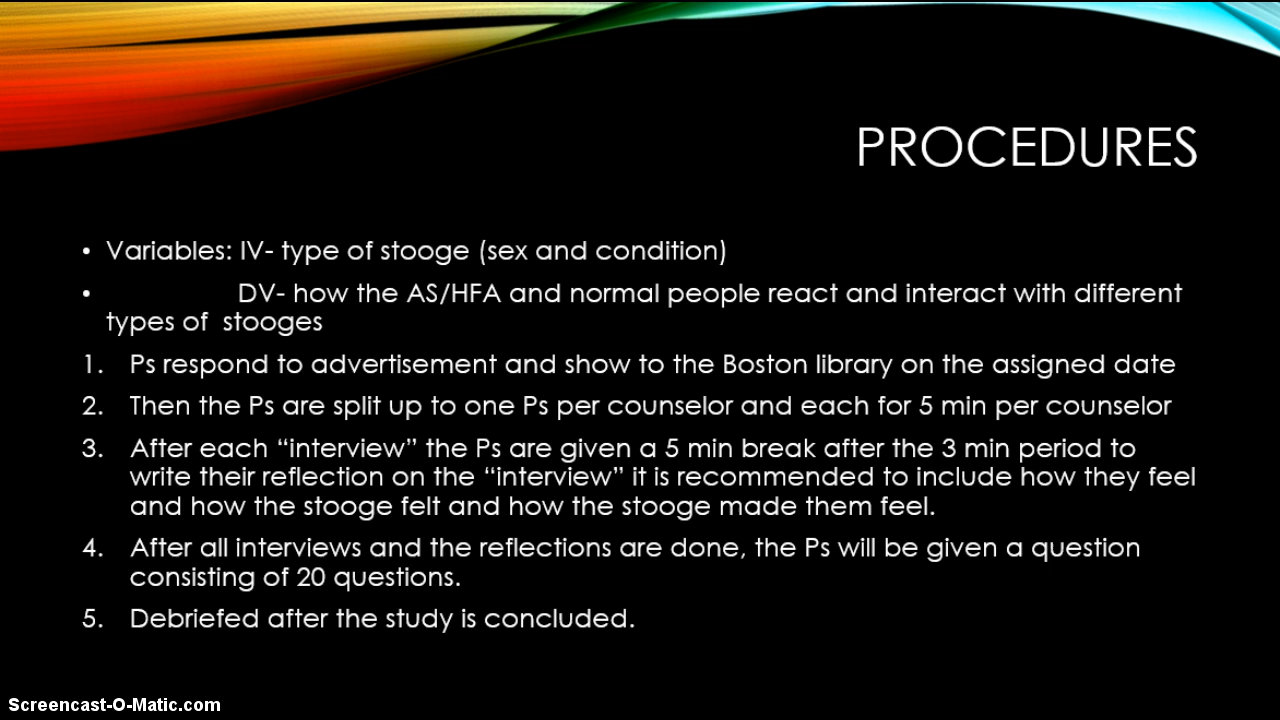 PROCEDURES
• Variables: IV- type of stooge (sex and condition)
• DV- how the AS/HFA and normal people react and interact with different
types of stooges
1. Ps respond to advertisement and show to the Boston library on the assigned date
2. Then the Ps are split up to one Ps per counselor and each for 5 min per counselor
3. After each “interview” the Ps are given a 5 min break after the 3 min period to
write their reflection on the “interview” it is recommended to include how they feel
and how the stooge felt and how the stooge made them feel.
4. After all interviews and the reflections are done, the Ps will be given a question
consisting of 20 questions.
5. Debriefed after the study is concluded.
Screencast-O-Matic.com